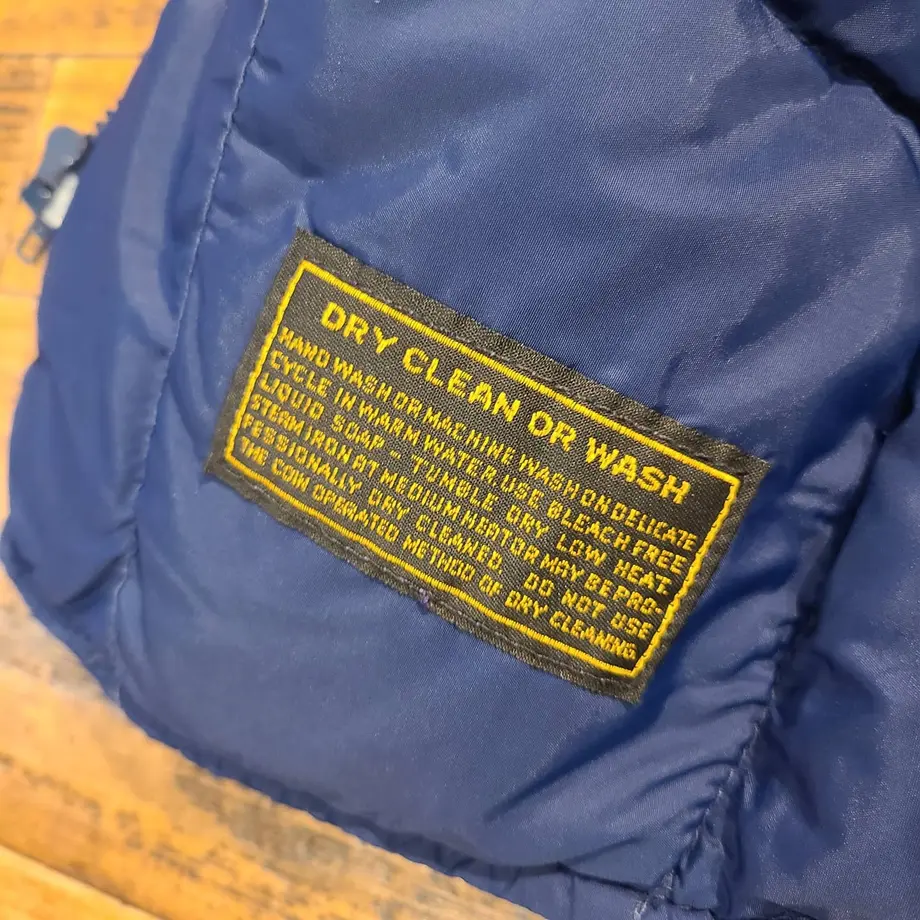 DRY CLEAN OR WASH
HAND WASH OR MACHINE WASH ON DELICATE
CYCLE IN WARM WATER. USE BLEACH FREE
LIQUID SOAP - TUMBLE DRY LOW HEAT.
STEAM IRON AT MEDIUM HEAT OR MAY BE PRO-
FESSIONALLY DRY CLEANED. DO NOT USE
THE COIN OPERATED METHOD OF DRY CLEANING.